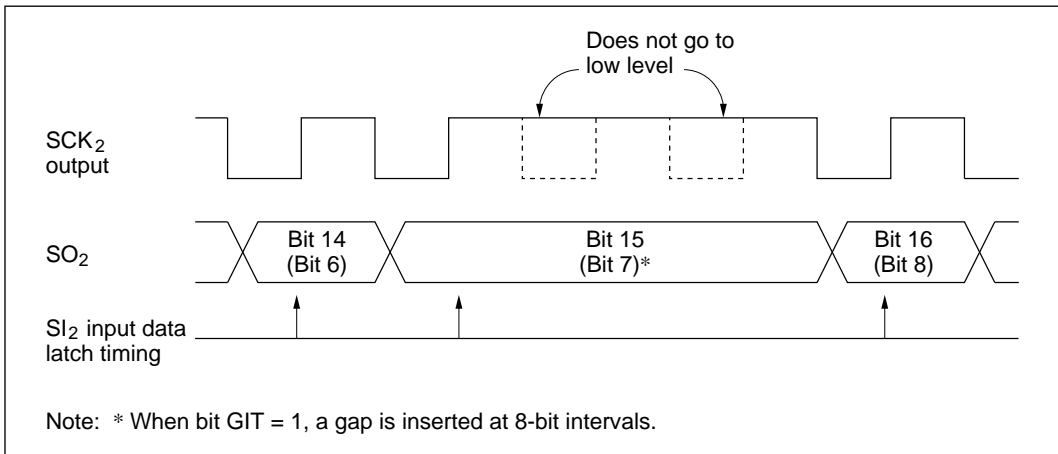 Does not go to
low level
SCK2
output
SO2
Bit 14
(Bit 6)
Bit 15
(Bit 7)*
Bit 16
(Bit 8)
SI2 input data
latch timing
Note: * When bit GIT = 1, a gap is inserted at 8-bit intervals.